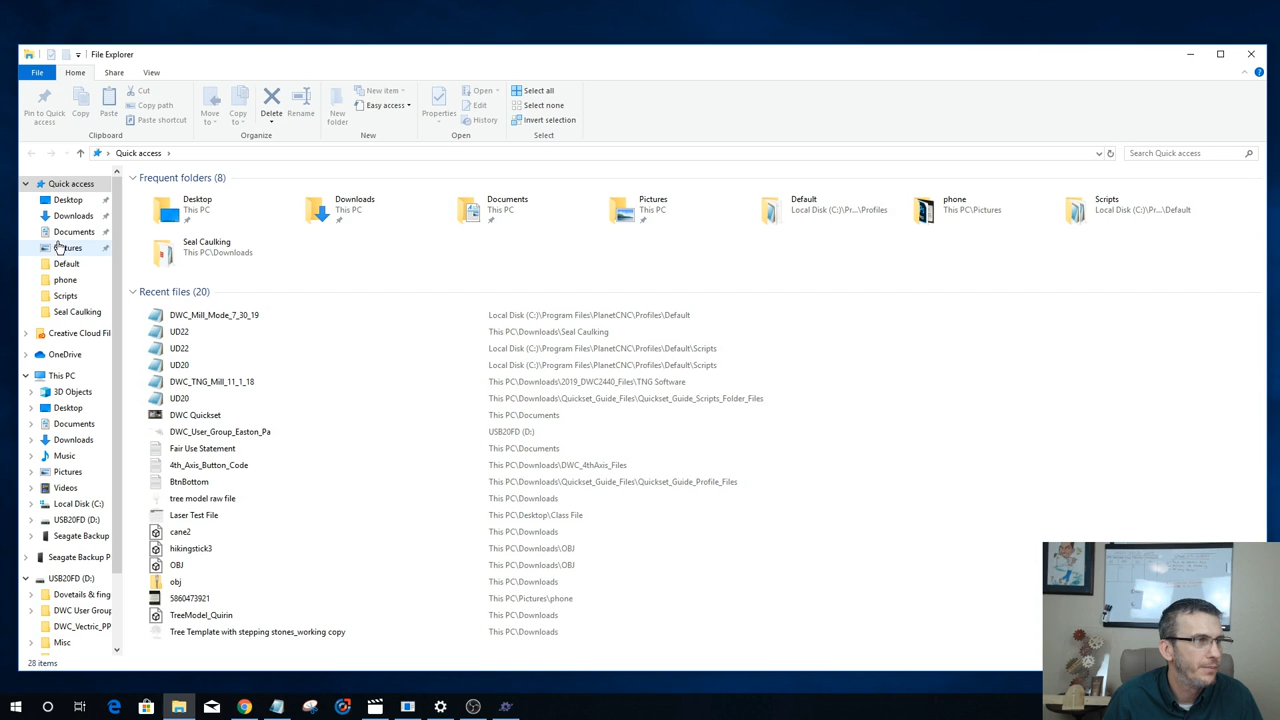 File Explorer
File Home Share View
Pin to Quick access
Copy
Paste
Cut
Copy path
Paste shortcut
Clipboard
Move to
Copy to
Delete
Rename
Organize
New folder
New item
Easy access
New
Properties
Open
Edit
History
Open
Select all
Select none
Invert selection
Select
Quick access
Search Quick access
Quick access
Desktop
Downloads
Documents
Default
phone
Scripts
Seal Caulking
Creative Cloud Fil
OneDrive
This PC
3D Objects
Desktop
Documents
Downloads
Music
Pictures
Videos
Local Disk (C:)
USB20FD (D:)
Seagate Backup
Seagate Backup P
USB20FD (D:)
Dovetails & fing
DWC User Group
DWC_Vectric_PP
Misc
Frequent folders (8)
Desktop
This PC
Downloads
This PC
Documents
This PC
Pictures
This PC
Default
Local Disk (C:)\Pr...\Profiles
phone
This PC\Pictures
Scripts
Local Disk (C:)\Pr...\Default
Seal Caulking
This PC\Downloads
Recent files (20)
DWC_Mill_Mode_7_30_19 Local Disk (C:)\Program Files\PlanetCNC\Profiles\Default
UD22 This PC\Downloads\Seal Caulking
UD22 Local Disk (C:)\Program Files\PlanetCNC\Profiles\Default\Scripts
UD20 Local Disk (C:)\Program Files\PlanetCNC\Profiles\Default\Scripts
DWC_TNG_Mill_11_1_18 This PC\Downloads\2019_DWC2440_Files\TNG Software
UD20 This PC\Downloads\Quickset_Guide_Files\Quickset_Guide_Scripts_Folder_Files
DWC Quickset This PC\Documents
DWC_User_Group_Easton_Pa USB20FD (D:)
Fair Use Statement This PC\Documents
4th_Axis_Button_Code This PC\Downloads\DWC_4thAxis_Files
BtnBottom This PC\Downloads\Quickset_Guide_Files\Quickset_Guide_Profile_Files
tree model raw file This PC\Downloads
Laser Test File This PC\Desktop\Class File
cane2 This PC\Downloads
hikingstick3 This PC\Downloads\OBJ
OBJ This PC\Downloads
obj This PC\Downloads
5860473921 This PC\Pictures\phone
TreeModel_Quirin This PC\Downloads
Tree Template with stepping stones_working copy This PC\Downloads
28 items